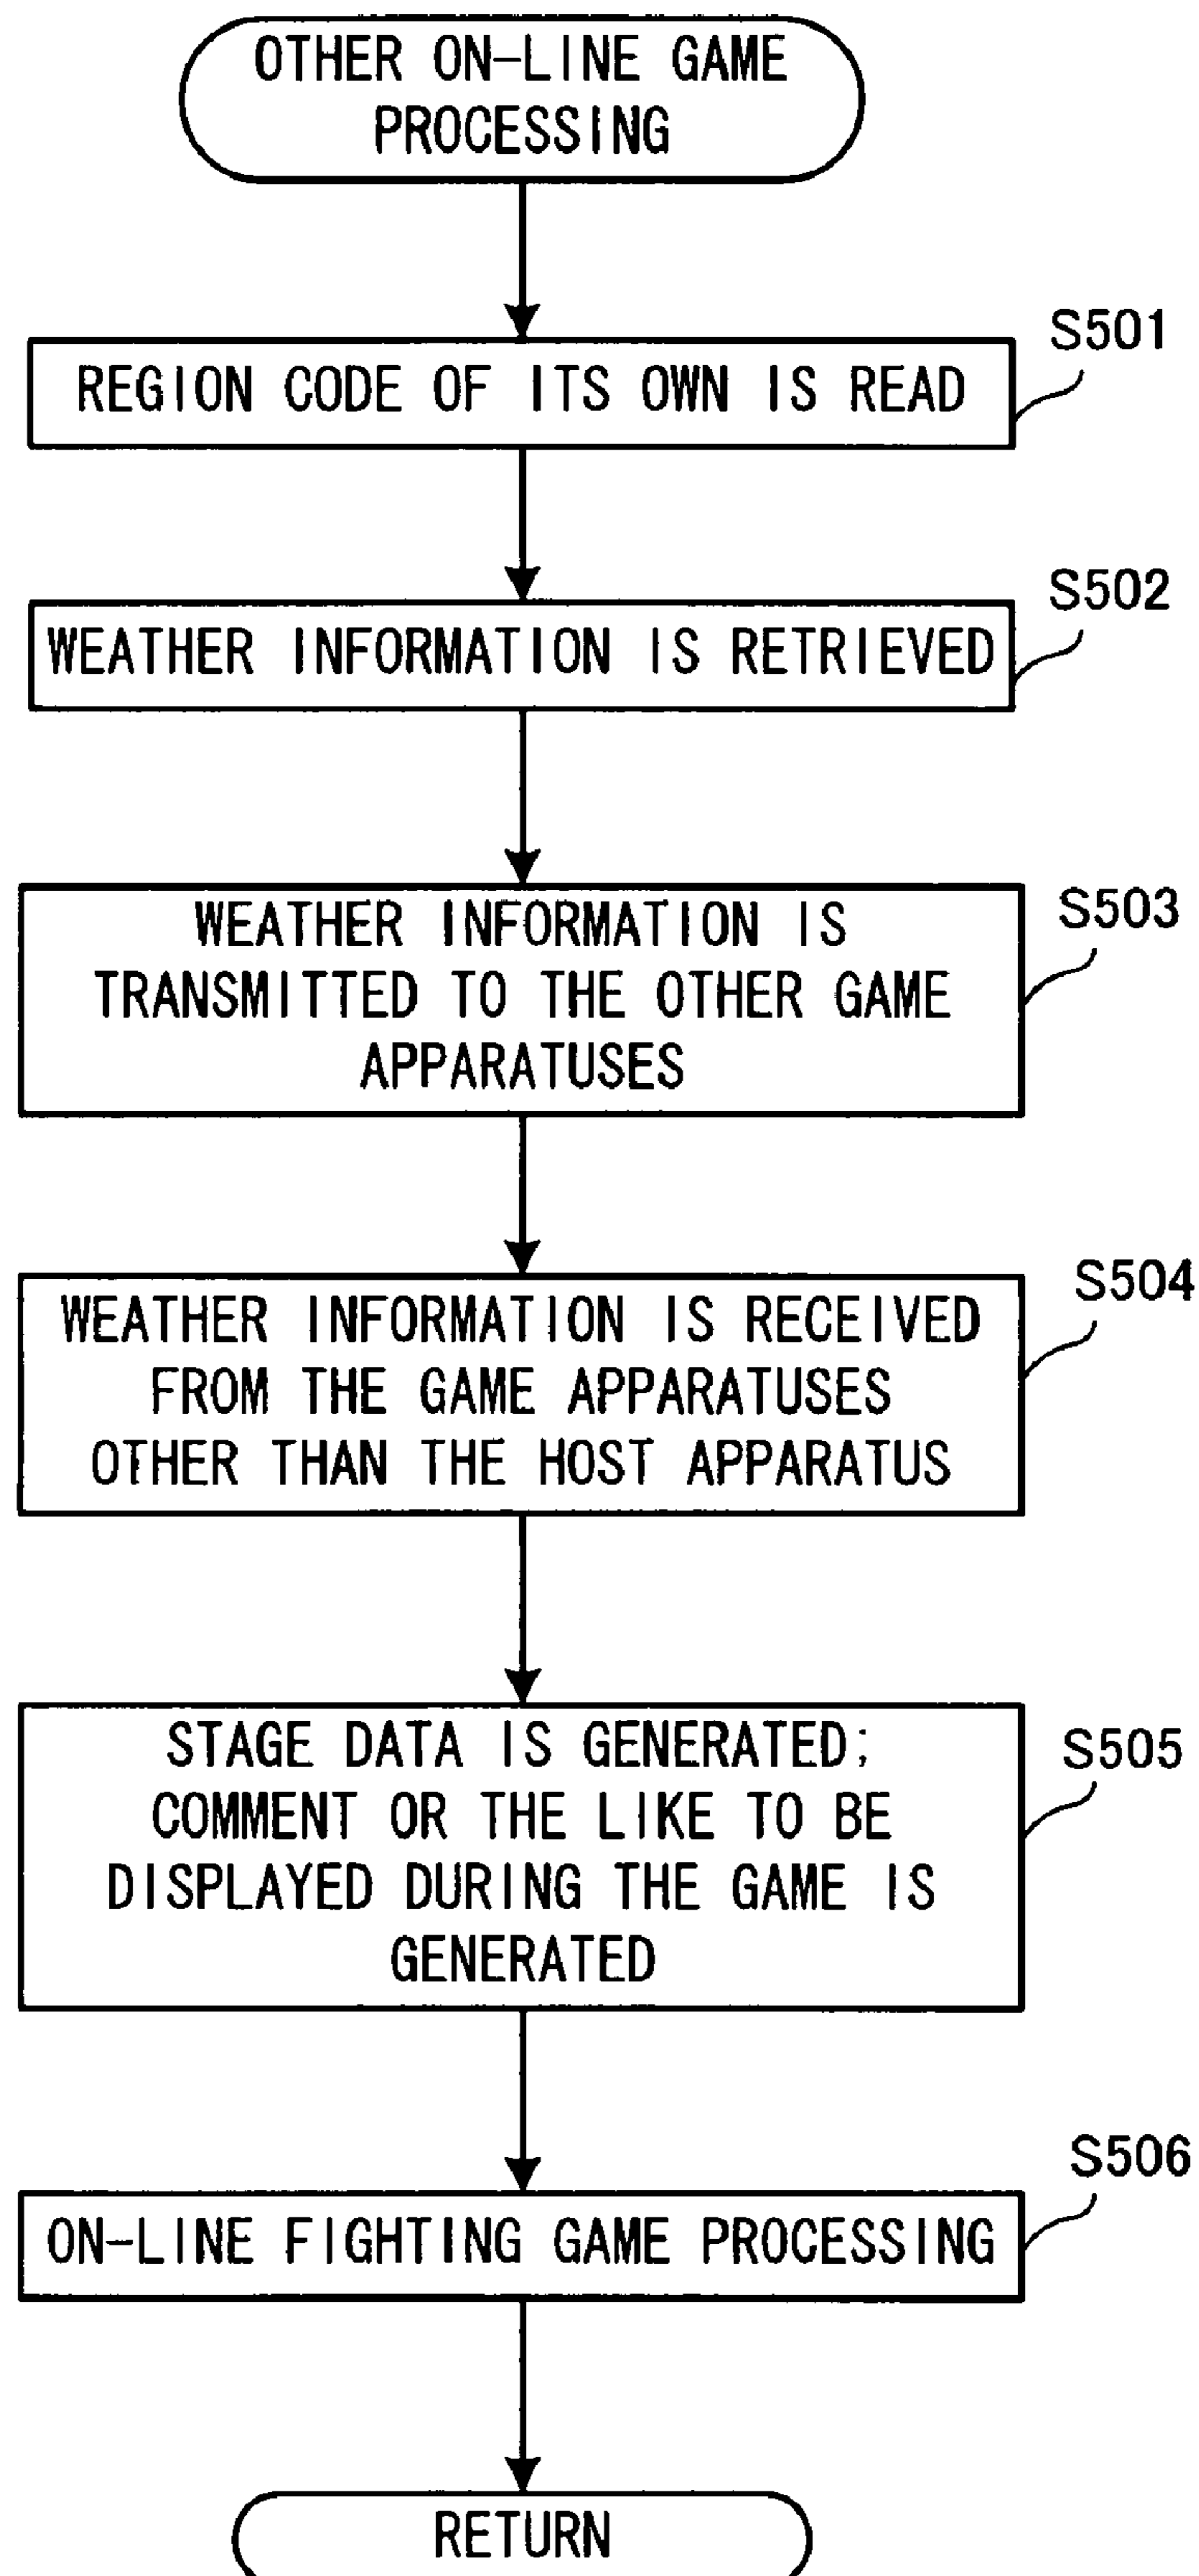 OTHER ON-LINE GAME
PROCESSING
S501
REGION CODE OF ITS OWN IS READ
S502
WEATHER INFORMATION IS RETRIEVED
S503
WEATHER INFORMATION IS
TRANSMITTED TO THE OTHER GAME
APPARATUSES
S504
WEATHER INFORMATION IS RECEIVED
FROM THE GAME APPARATUSES
OTHER THAN THE HOST APPARATUS
S505
STAGE DATA IS GENERATED;
COMMENT OR THE LIKE TO BE
DISPLAYED DURING THE GAME IS
GENERATED
S506
ON-LINE FIGHTING GAME PROCESSING
RETURN